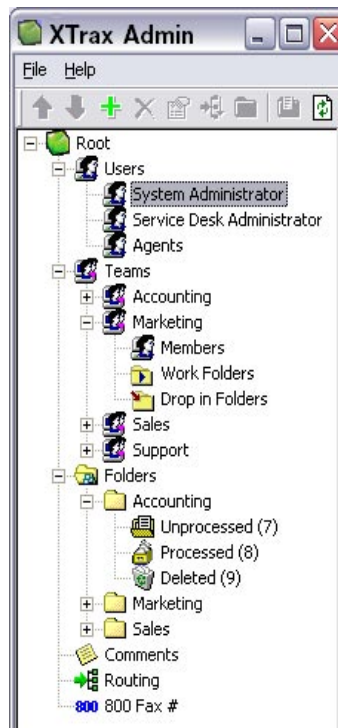 XTrax Admin
File Help
Root
Users
System Administrator
Service Desk Administrator
Agents
Teams
Accounting
Marketing
Members
Work Folders
Drop in Folders
Sales
Support
Folders
Accounting
Unprocessed (7)
Processed (8)
Deleted (9)
Marketing
Sales
Comments
Routing
800 800 Fax #